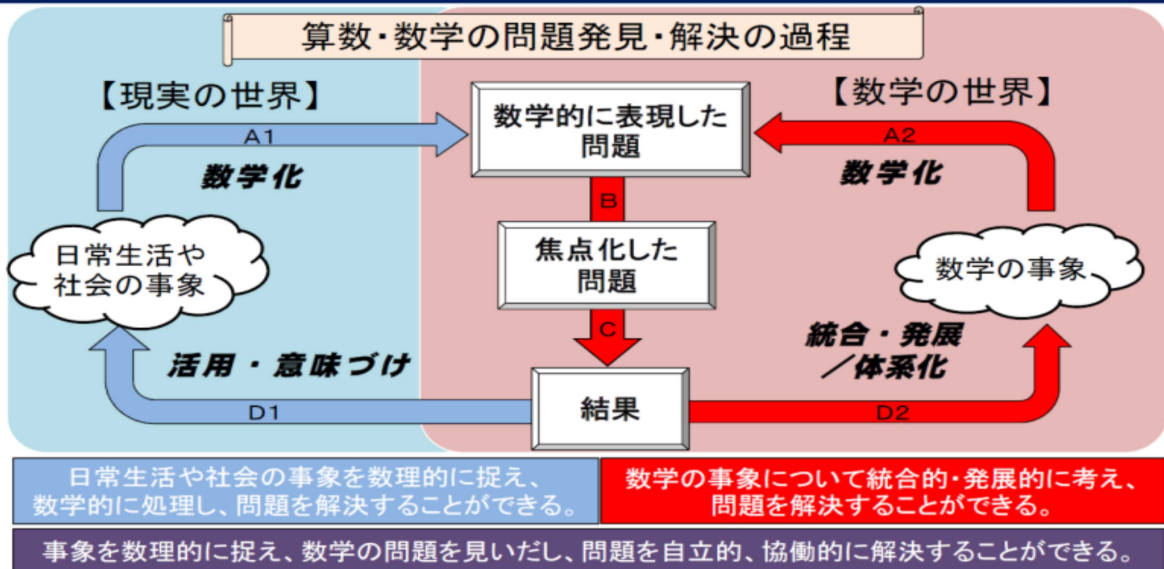 算数・数学の問題発見・解決の過程
【現実の世界】
【数学の世界】
A1
数学化
数学的に表現した
問題
A2
数学化
B
日常生活や
社会の事象
焦点化した
問題
数学の事象
C
活用・意味づけ
統合・発展
／体系化
D1
結果
D2
日常生活や社会の事象を数理的に捉え、
数学的に処理し、問題を解決することができる。
数学の事象について統合的・発展的に考え、
問題を解決することができる。
事象を数理的に捉え、数学の問題を見いだし、問題を自立的、協働的に解決することができる。